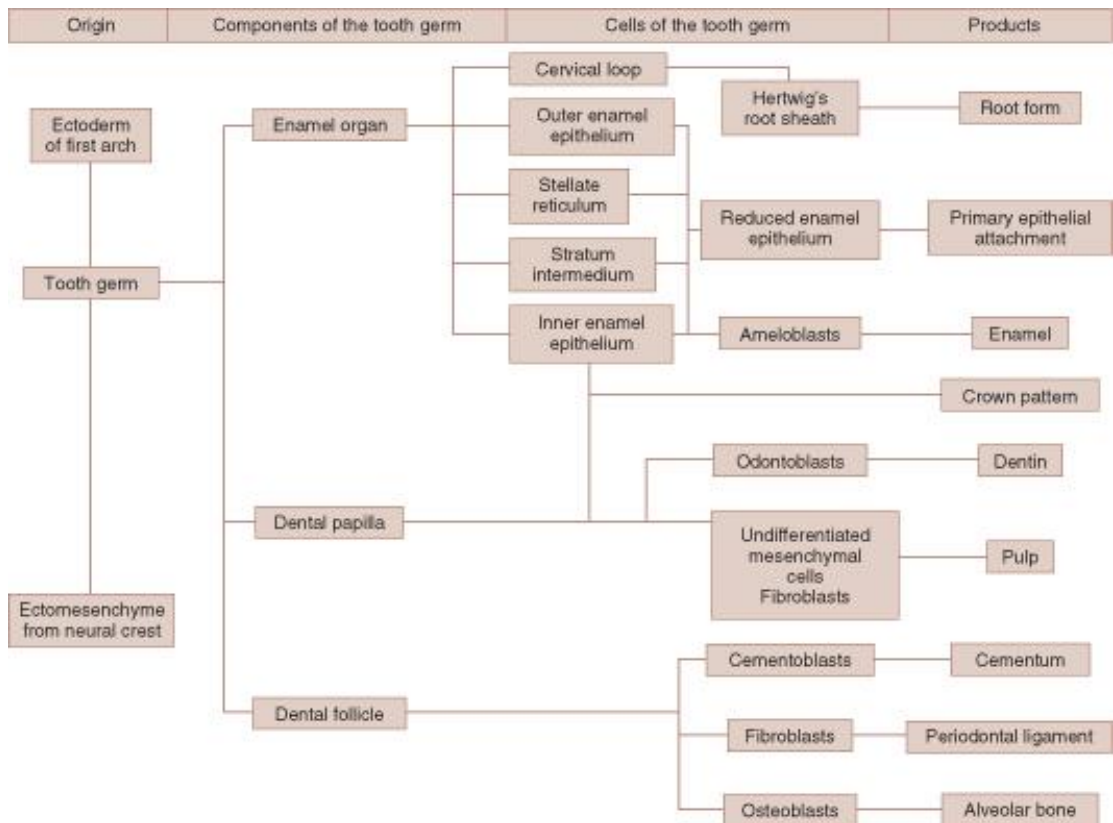 Origin
Components of the tooth germ
Cells of the tooth germ
Products
Cervical loop
Hertwig's
root sheath
Root form
Ectoderm
of first arch
Enamel organ
Outer enamel
epithelium
Stellate
reticulum
Reduced enamel
epithelium
Primary epithelial
attachment
Tooth germ
Stratum
intermedium
Inner enamel
epithelium
Ameloblasts
Enamel
Crown pattern
Odontoblasts
Dentin
Dental papilla
Undifferentiated
mesenchymal
cells
Fibroblasts
Pulp
Ectomesenchyme
from neural crest
Cementoblasts
Cementum
Dental follicle
Fibroblasts
Periodontal ligament
Osteoblasts
Alveolar bone